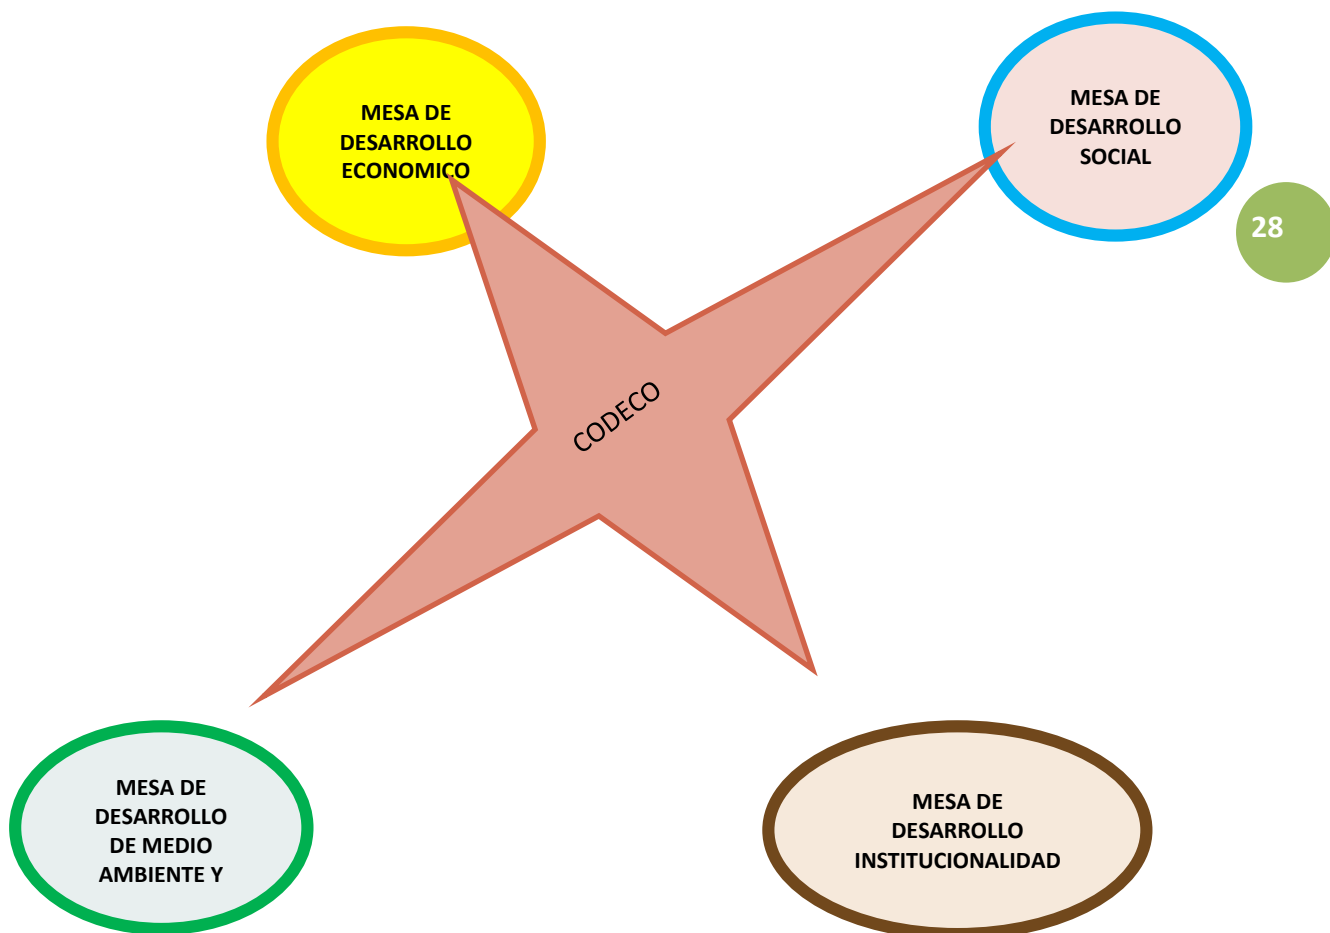 MESA DE
DESARROLLO
ECONOMICO
MESA DE
DESARROLLO
SOCIAL
28
CODECO
MESA DE
DESARROLLO
DE MEDIO
AMBIENTE Y
MESA DE
DESARROLLO
INSTITUCIONALIDAD